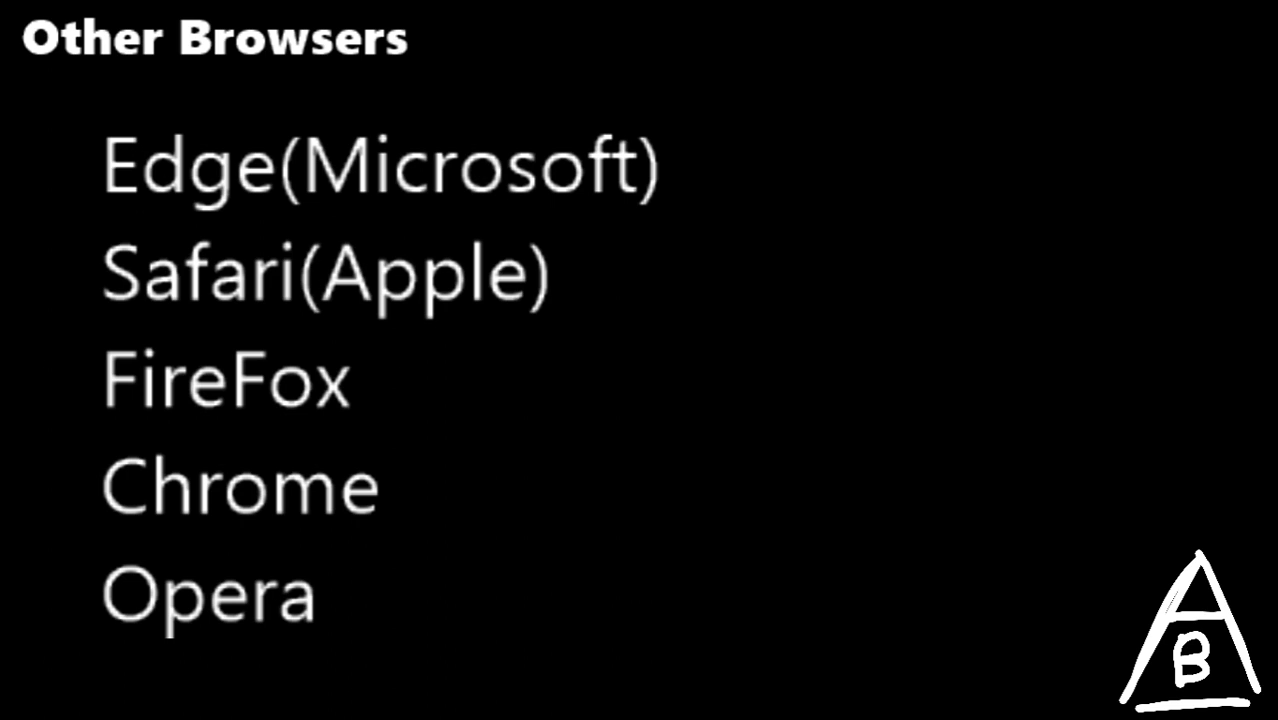 Other Browsers
Edge(Microsoft)
Safari(Apple)
FireFox
Chrome
Opera
A
B